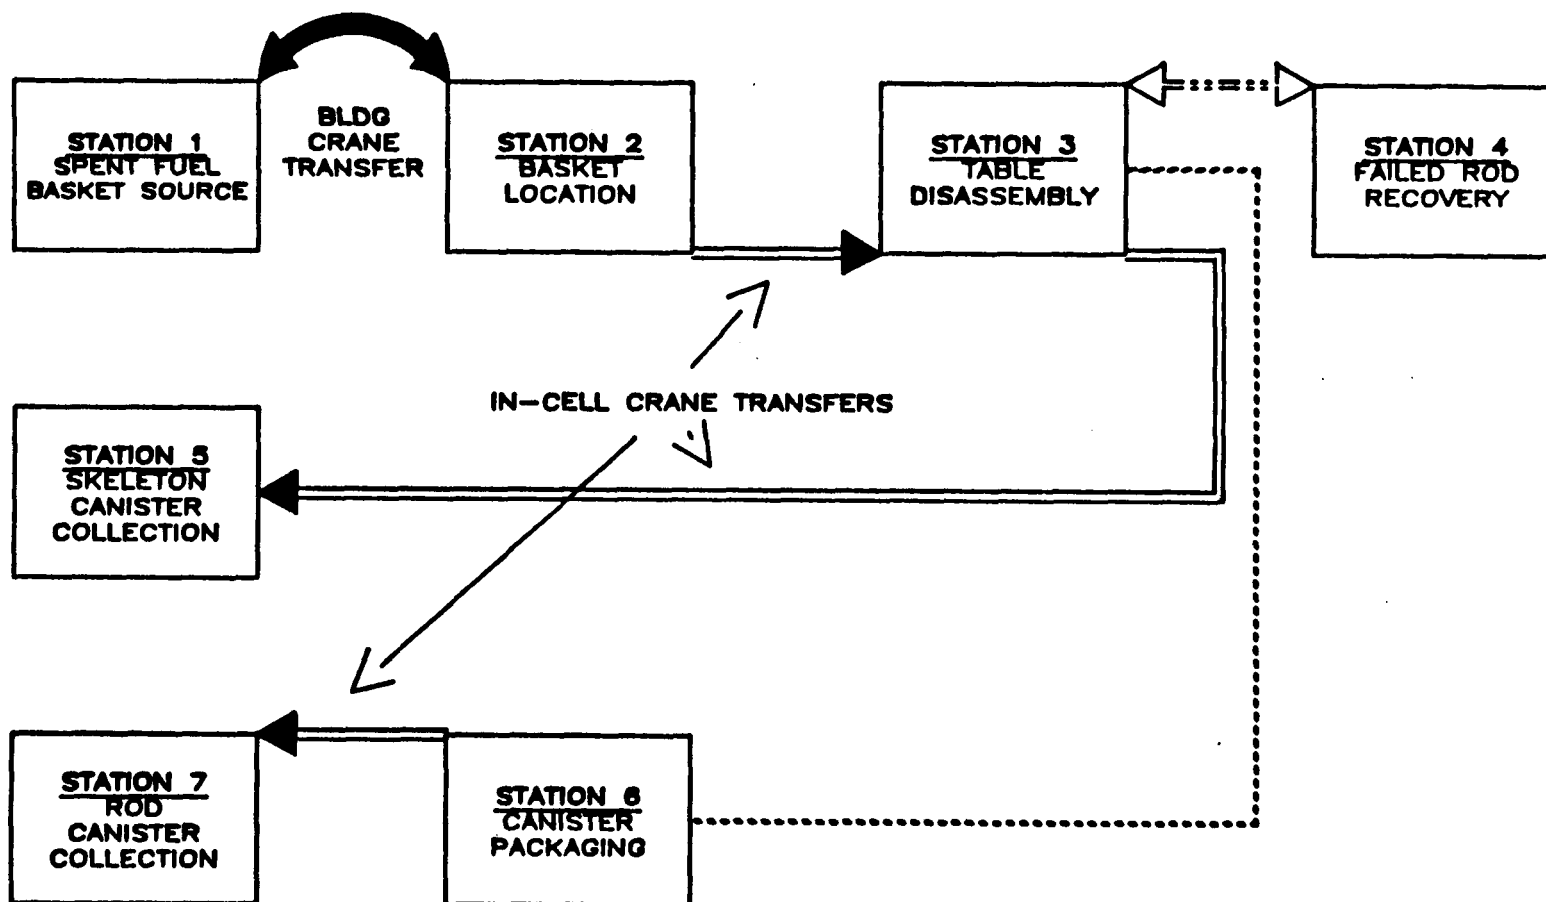 STATION 1
SPENT FUEL
BASKET SOURCE
BLDG
CRANE
TRANSFER
STATION 2
BASKET
LOCATION
STATION 3
TABLE
DISASSEMBLY
STATION 4
FAILED ROD
RECOVERY
IN-CELL CRANE TRANSFERS
STATION 5
SKELETON
CANISTER
COLLECTION
STATION 7
ROD
CANISTER
COLLECTION
STATION 6
CANISTER
PACKAGING